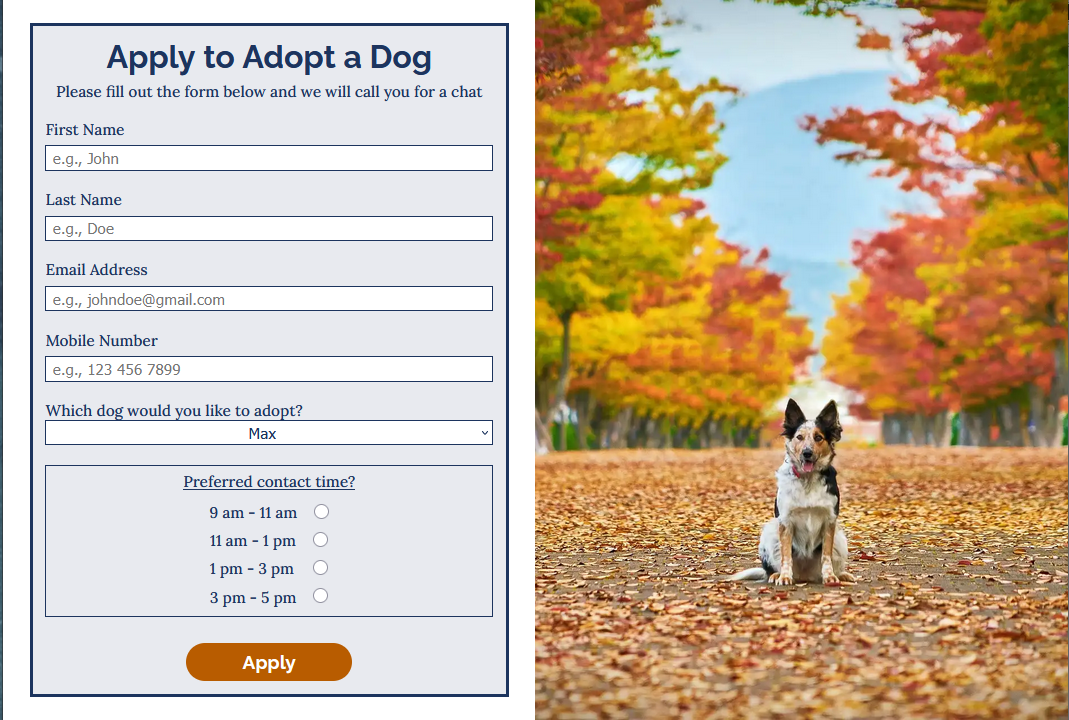 Apply to Adopt a Dog
Please fill out the form below and we will call you for a chat
First Name
e.g., John
Last Name
e.g., Doe
Email Address
e.g., johndoe@gmail.com
Mobile Number
e.g., 123 456 7899
Which dog would you like to adopt?
Max
Preferred contact time?
9 am - 11 am
11 am - 1 pm
1 pm - 3 pm
3 pm - 5 pm
Apply